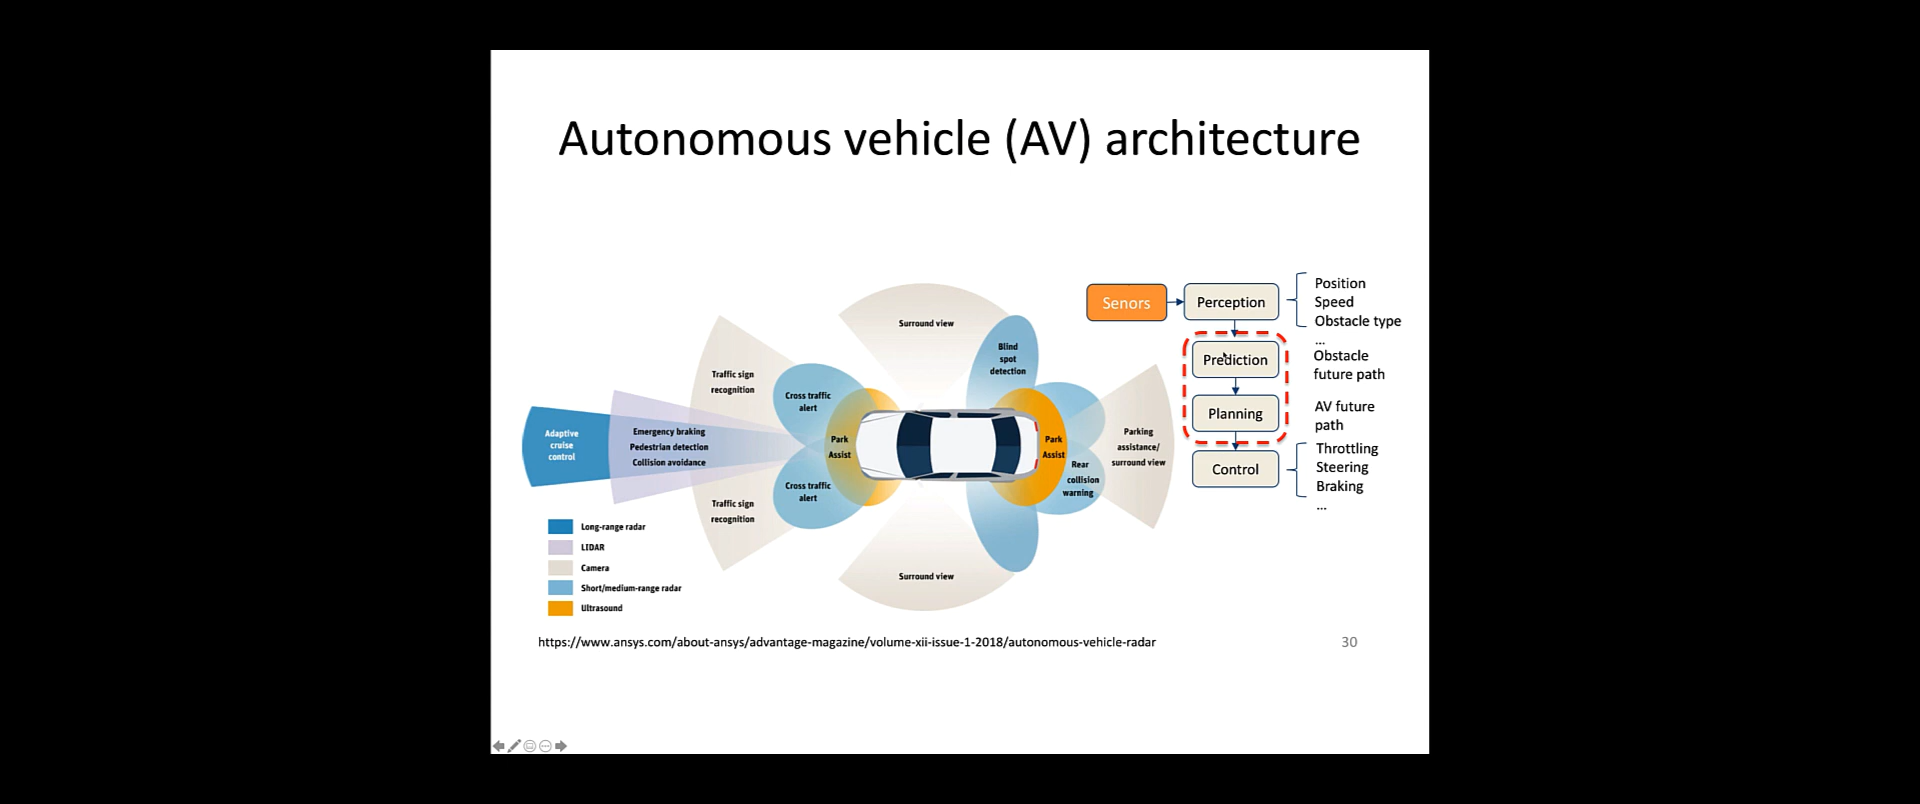 Autonomous vehicle (AV) architecture
Surround view
Blind
spot
detection
Traffic sign
recognition
Cross traffic
alert
Adaptive
cruise
control
Emergency braking
Pedestrian detection
Collision avoidance
Park
Assist
Park
Assist
Rear
collision
warning
Parking
assistance/
surround view
Cross traffic
alert
Traffic sign
recognition
Surround view
Long-range radar
LIDAR
Camera
Short/medium-range radar
Ultrasound
Senors
Perception
Position
Speed
Obstacle type
...
Prediction
Obstacle
future path
Planning
AV future
path
Control
Throttling
Steering
Braking
...
https://www.ansys.com/about-ansys/advantage-magazine/volume-xii-issue-1-2018/autonomous-vehicle-radar
30